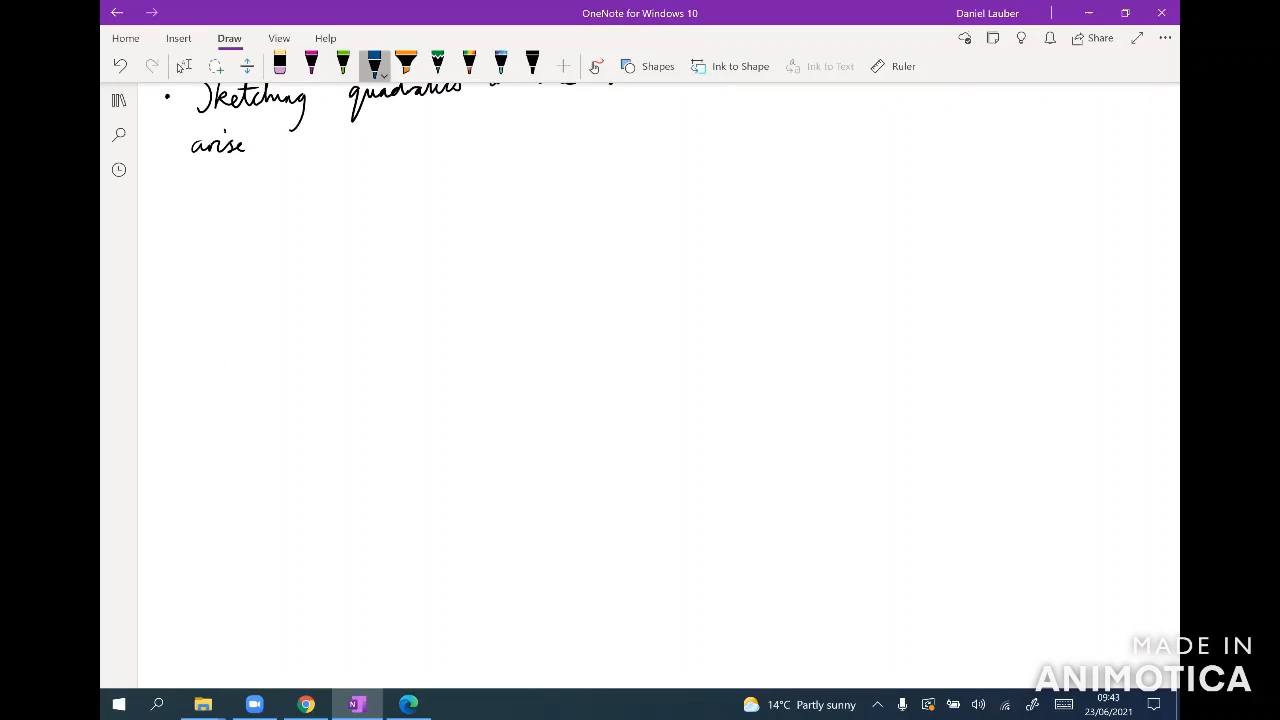 OneNote for Windows 10
Daniel Lauber
Home Insert Draw View Help
Share
Shapes
Ink to Shape
Ink to Text
Ruler
• Sketching quadratics
arise
MADE IN
ANIMOTICA
14°C Partly sunny
09:43
23/06/2021